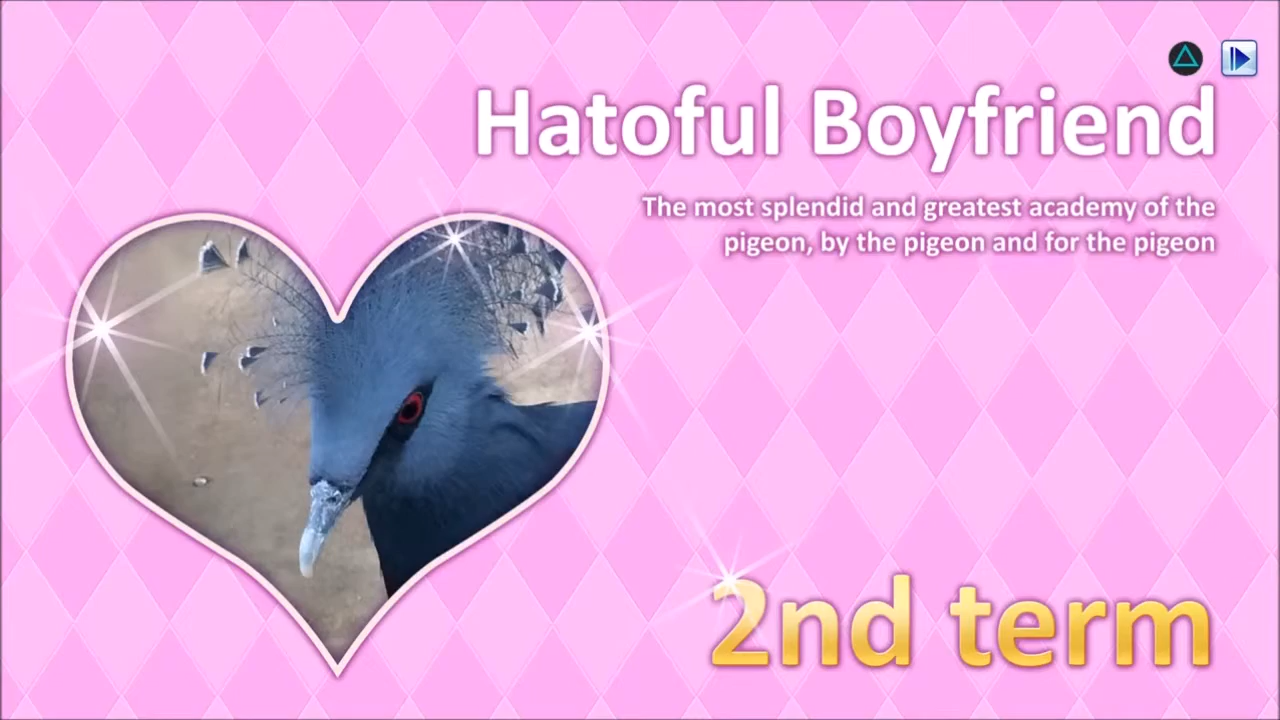 Hatoful Boyfriend
The most splendid and greatest academy of the
pigeon, by the pigeon and for the pigeon
2nd term